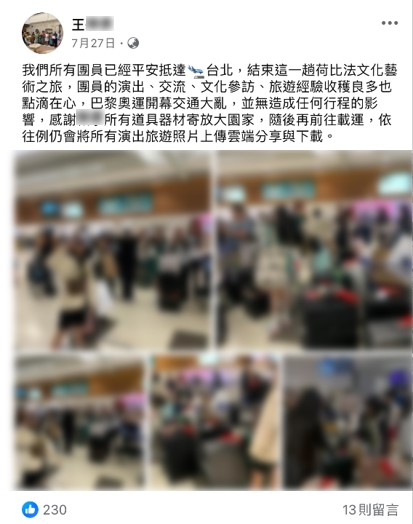 王
7月27日
我們所有團員已經平安抵達🛬台北，結束這一趟荷比法文化藝
術之旅，團員的演出、交流、文化參訪、旅遊經驗收穫良多也
點滴在心，巴黎奧運開幕交通大亂，並無造成任何行程的影
響，感謝 所有道具器材寄放大園家，隨後再前往載運，依
往例仍會將所有演出旅遊照片上傳雲端分享與下載。
230
13則留言